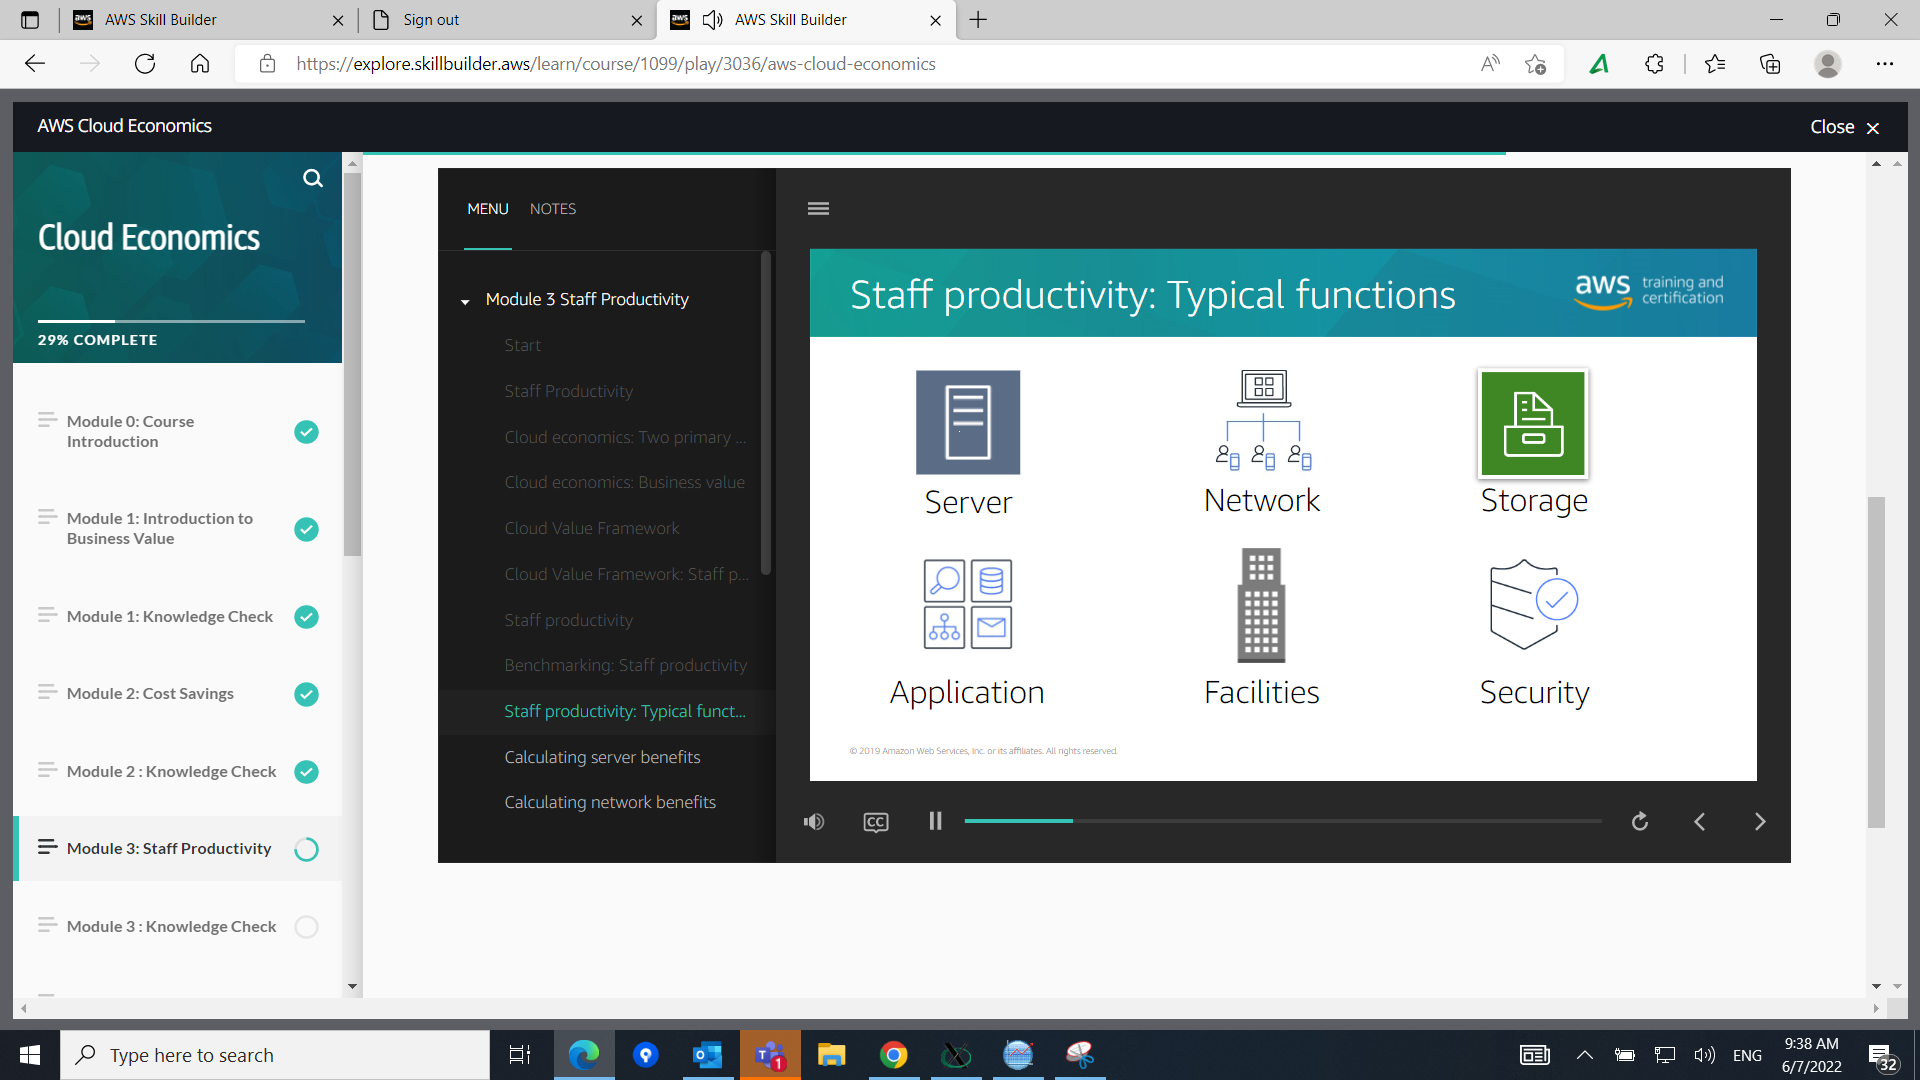 AWS Skill Builder
Sign out
AWS Skill Builder
https://explore.skillbuilder.aws/learn/course/1099/play/3036/aws-cloud-economics
AWS Cloud Economics
Close
Cloud Economics
29% COMPLETE
Module 0: Course
Introduction
Module 1: Introduction to
Business Value
Module 1: Knowledge Check
Module 2: Cost Savings
Module 2 : Knowledge Check
Module 3: Staff Productivity
Module 3 : Knowledge Check
MENU NOTES
Module 3 Staff Productivity
Start
Staff Productivity
Cloud economics: Two primary ...
Cloud economics: Business value
Cloud Value Framework
Cloud Value Framework: Staff p...
Staff productivity
Benchmarking: Staff productivity
Staff productivity: Typical funct...
Calculating server benefits
Calculating network benefits
Staff productivity: Typical functions
aws training and
certification
Server
Network
Storage
Application
Facilities
Security
© 2019 Amazon Web Services, Inc. or its affiliates. All rights reserved.
CC
Type here to search
1
ENG
9:38 AM
6/7/2022
32